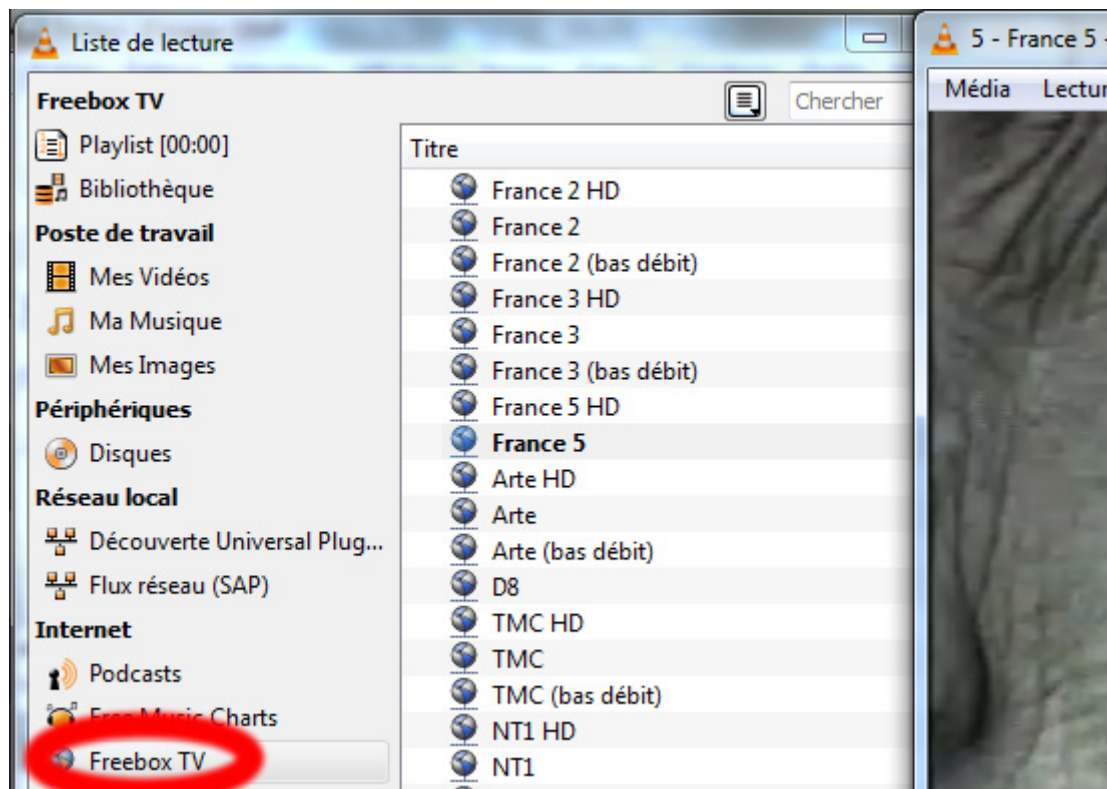 Liste de lecture
Freebox TV
Chercher
Playlist [00:00]
Bibliothèque
Poste de travail
Mes Vidéos
Ma Musique
Mes Images
Périphériques
Disques
Réseau local
Découverte Universal Plug...
Flux réseau (SAP)
Internet
Podcasts
Free Music Charts
Freebox TV
Titre
France 2 HD
France 2
France 2 (bas débit)
France 3 HD
France 3
France 3 (bas débit)
France 5 HD
France 5
Arte HD
Arte
Arte (bas débit)
D8
TMC HD
TMC
TMC (bas débit)
NT1 HD
NT1
5 - France 5 -
Média Lectur